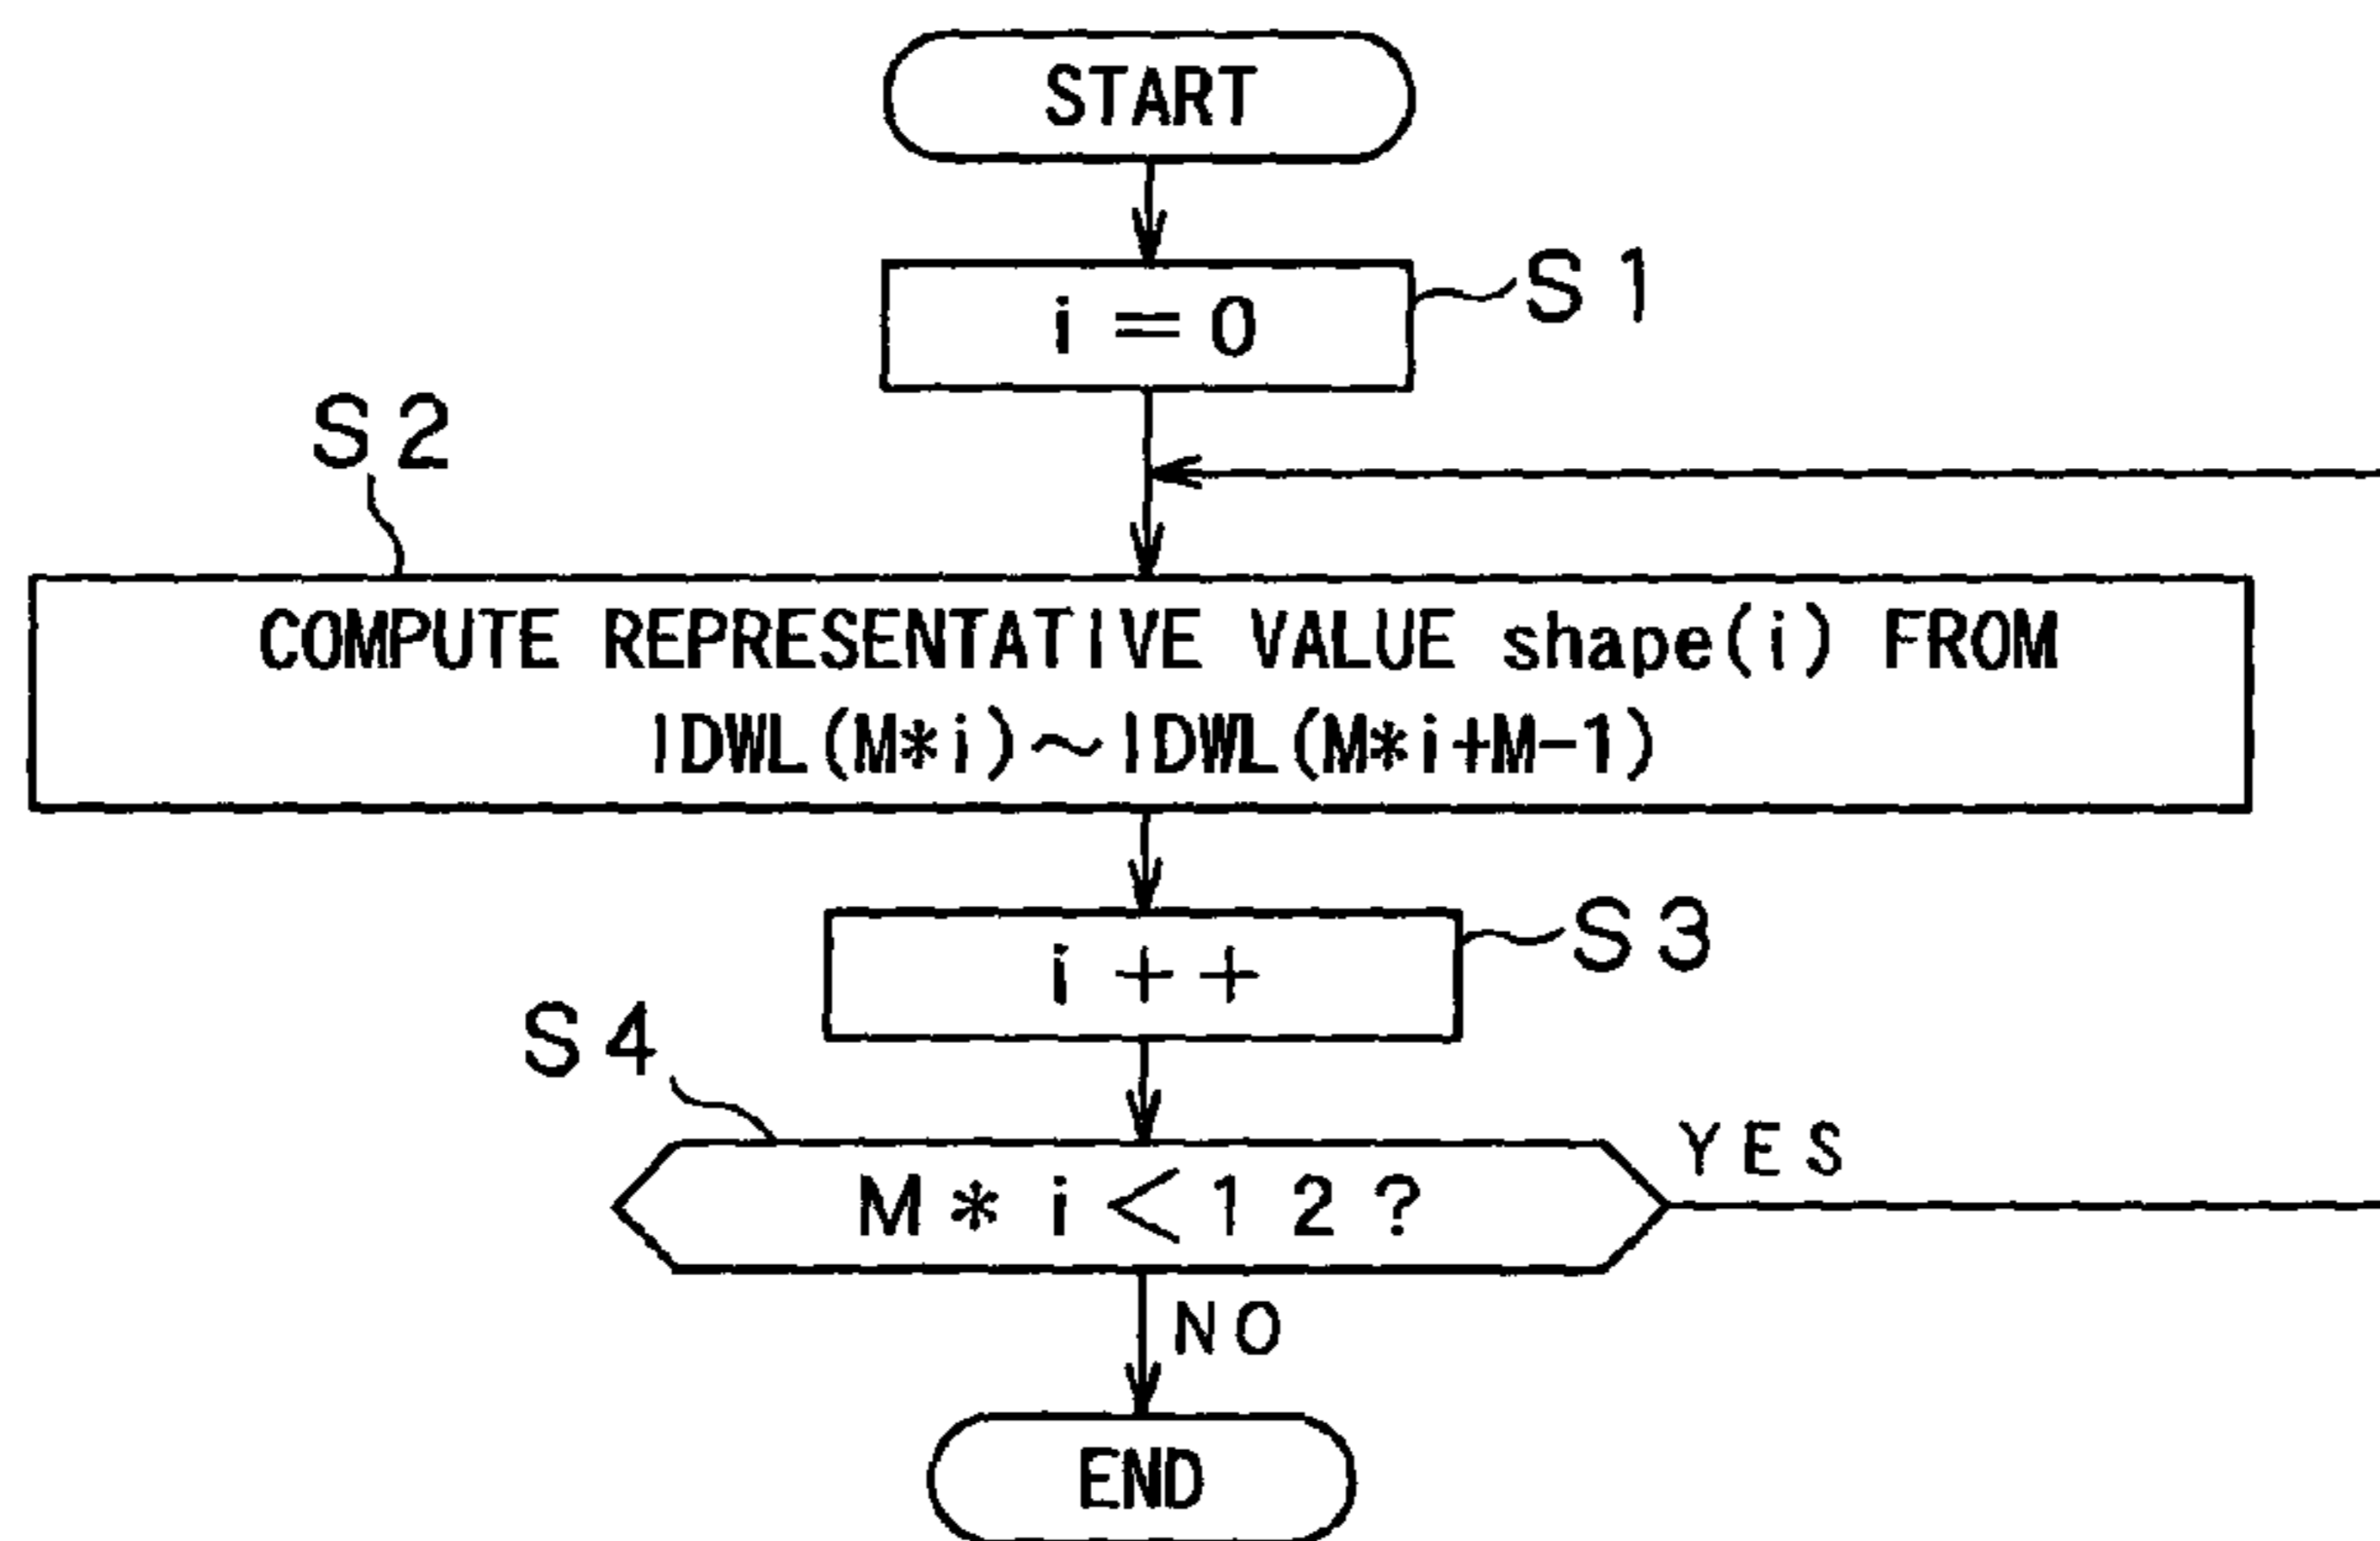 START
i=0
S1
S2
COMPUTE REPRESENTATIVE VALUE shape(i) FROM
IDWL(M*i)~IDWL(M*i+M-1)
i++
S3
S4
M*i<12?
YES
NO
END